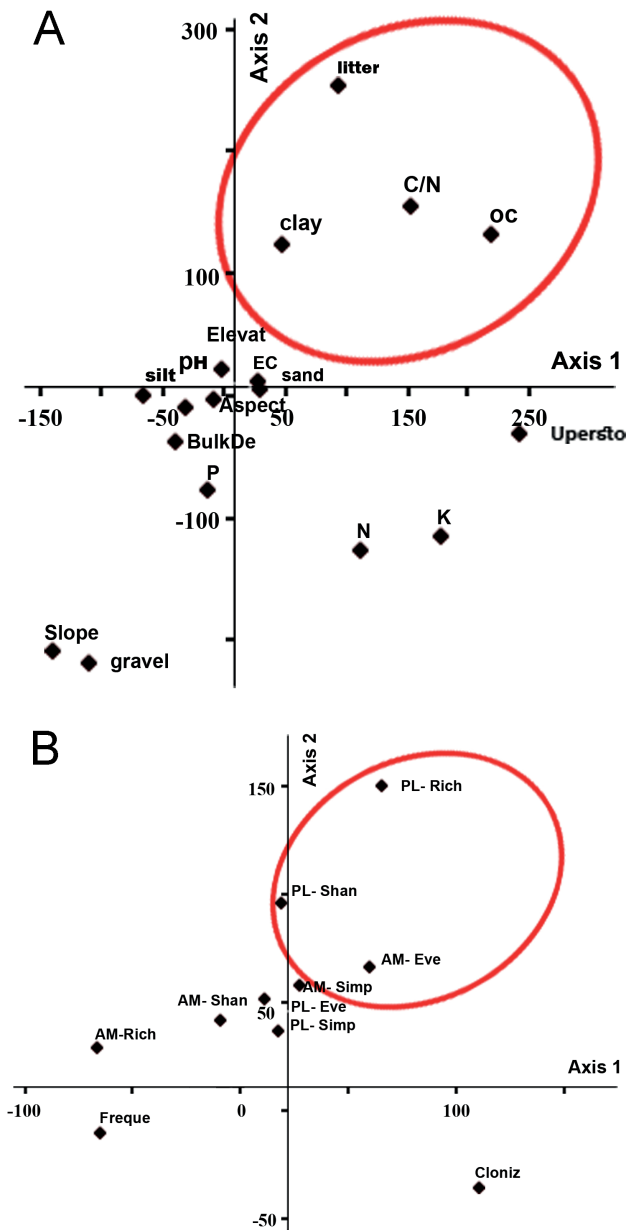 A
Axis 2
300
litter
C/N
clay
oc
100
Elevat
pH
EC
Axis 1
silt
sand
Aspect
-150
-50
50
150
250
BulkDe
P
-100
N
K
Slope
gravel
B
Axis 2
150
PL- Rich
PL- Shan
AM- Eve
AM- Simp
AM- Shan
50
PL- Eve
PL- Simp
AM-Rich
Axis 1
-100
0
100
Freque
Cloniz
-50